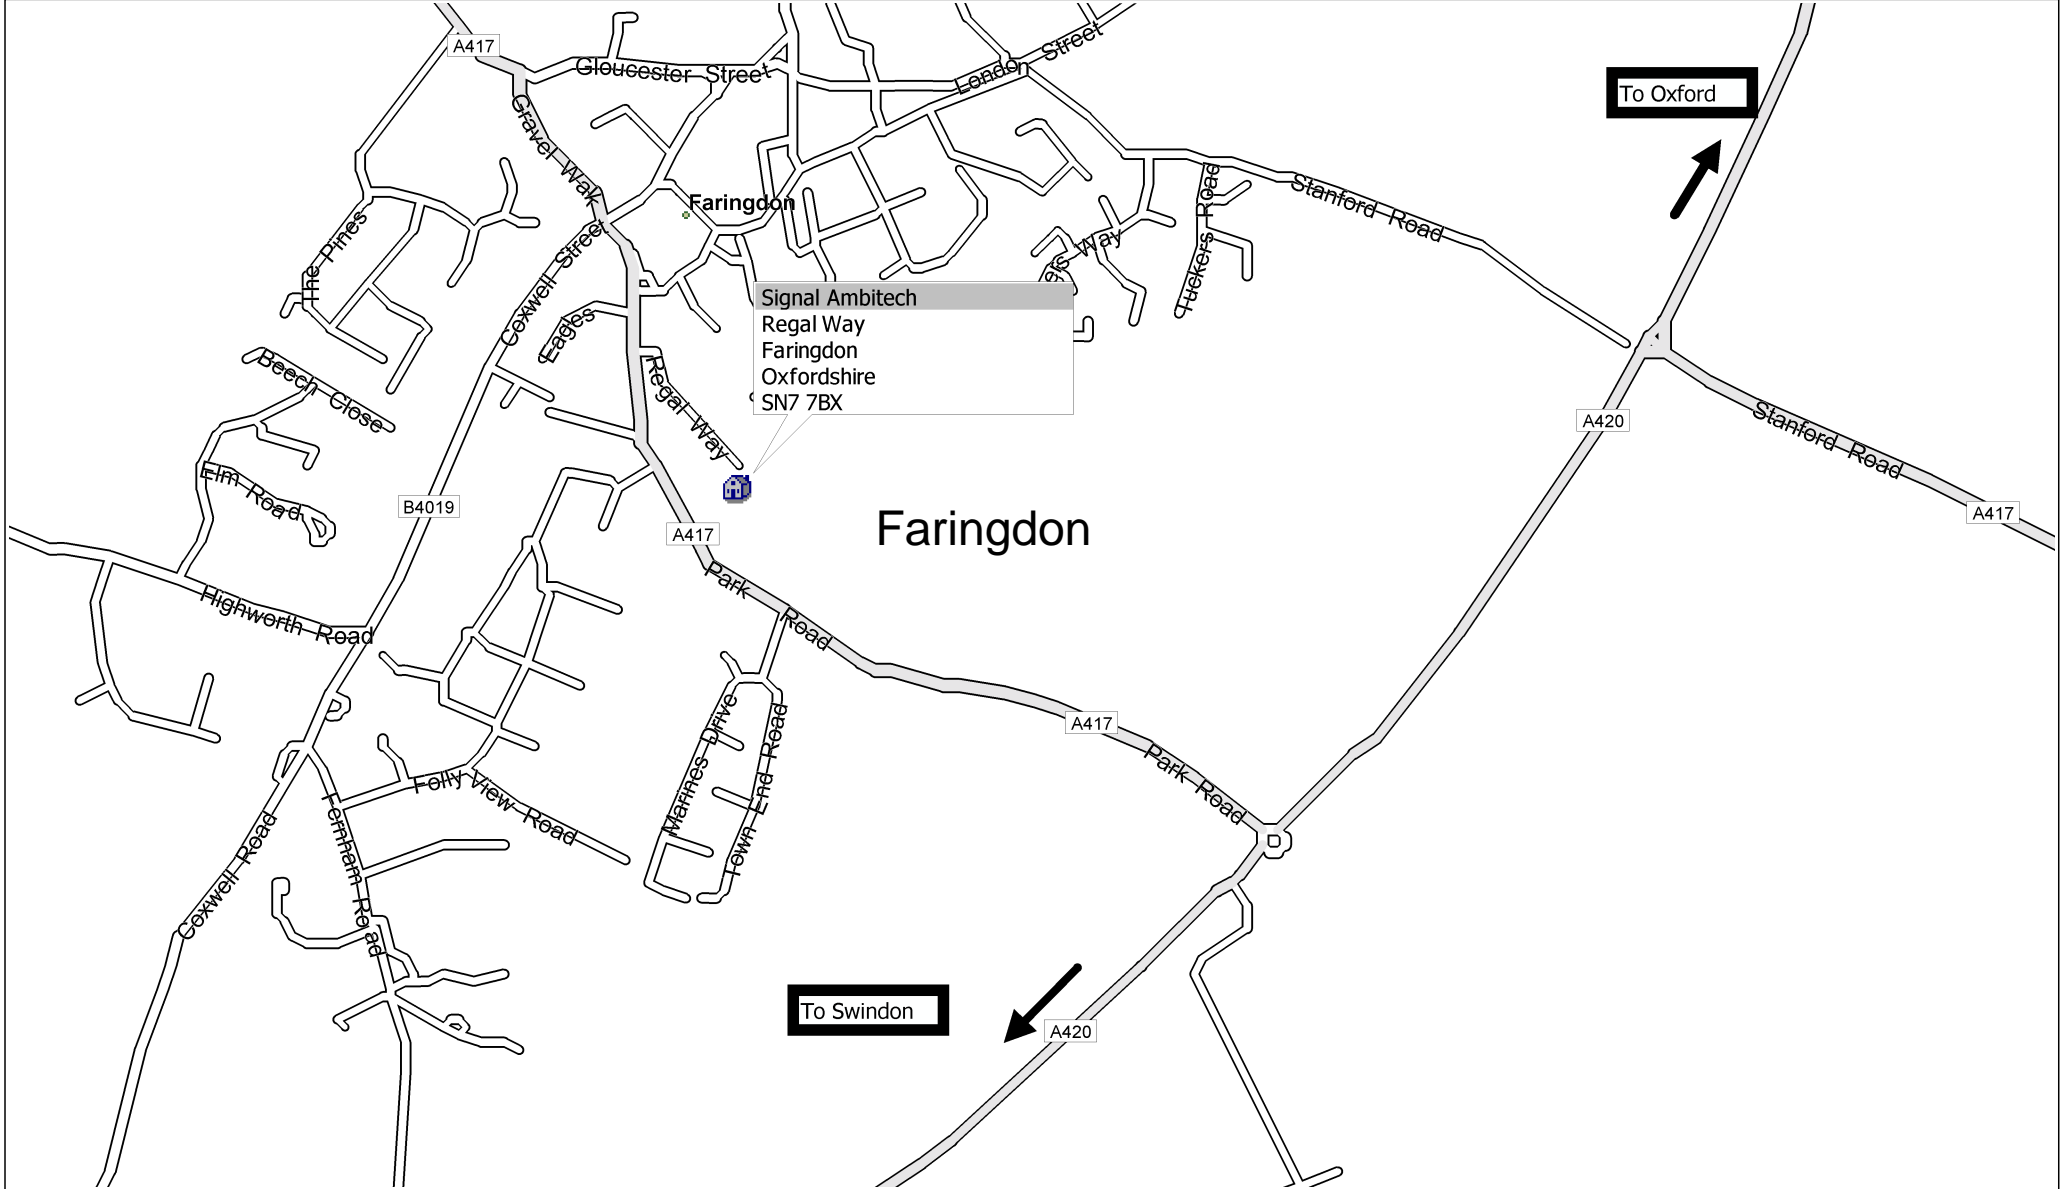 A417
Gloucester Street
London Street
To Oxford
Gravel Walk
Faringdon
Stanford Road
Tuckers Road
ers Way
The Pines
Coxwell Street
Eagles
Signal Ambitech
Regal Way
Faringdon
Oxfordshire
SN7 7BX
Beech Close
Regal Way
A420
Stanford Road
A417
Elm Road
B4019
A417
Faringdon
Park Road
Highworth Road
Marines Drive
Town End Road
A417
Park Road
Folly View Road
Fernham Road
Coxwell Road
To Swindon
A420